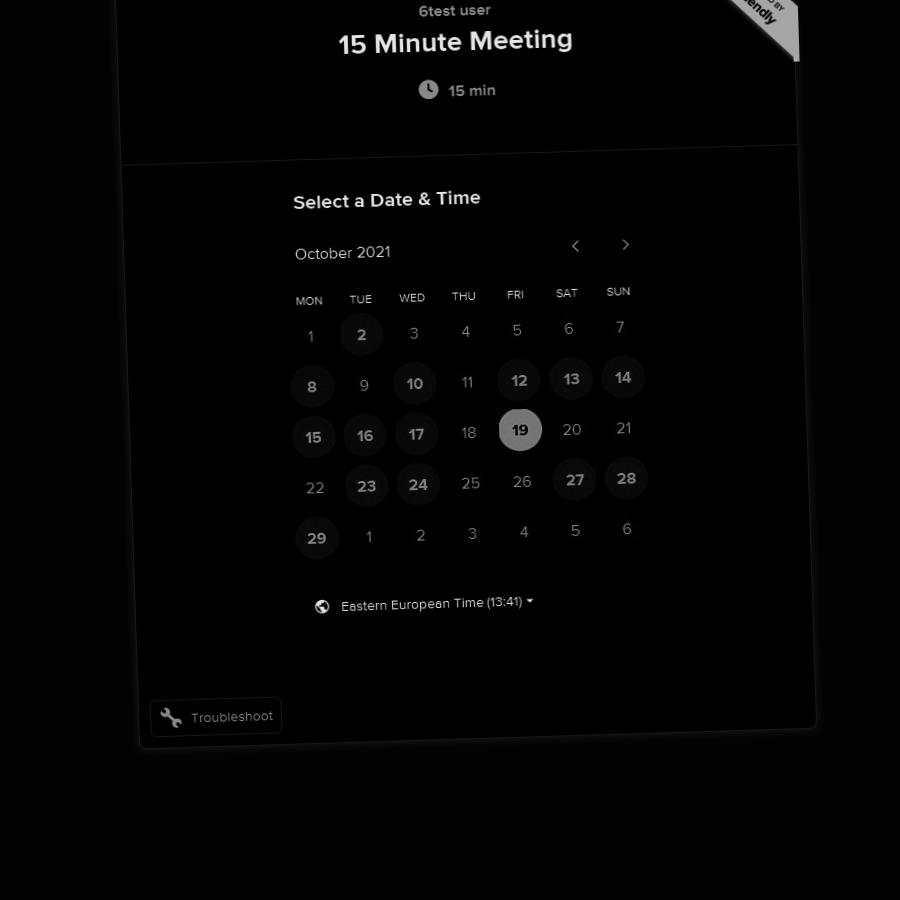 6test user
15 Minute Meeting
15 min
BY
endly
Select a Date & Time
October 2021
MON TUE WED THU FRI SAT SUN
1 2 3 4 5 6 7
8 9 10 11 12 13 14
15 16 17 18 19 20 21
22 23 24 25 26 27 28
29 1 2 3 4 5 6
Eastern European Time (13:41)
Troubleshoot